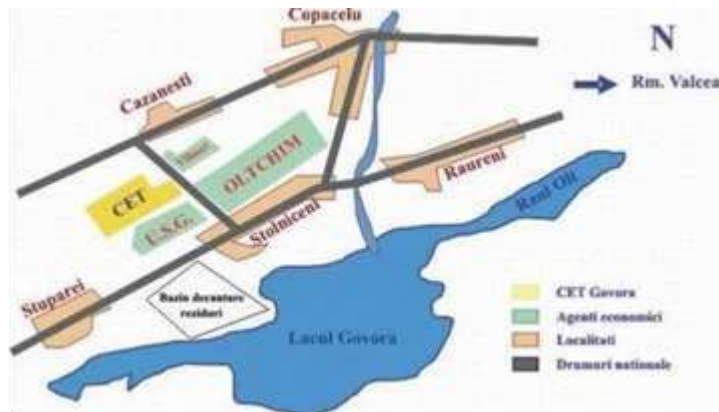 Copacelu
N
Rm. Valcea
Cazanesti
OLTCHIM
Raureni
CET
Raul Olt
U.S.G.
Stolniceni
Stuparei
Bazin decantare
reziduri
Lacul Govora
CET Govora
Agenti economici
Localitati
Drumuri nationale